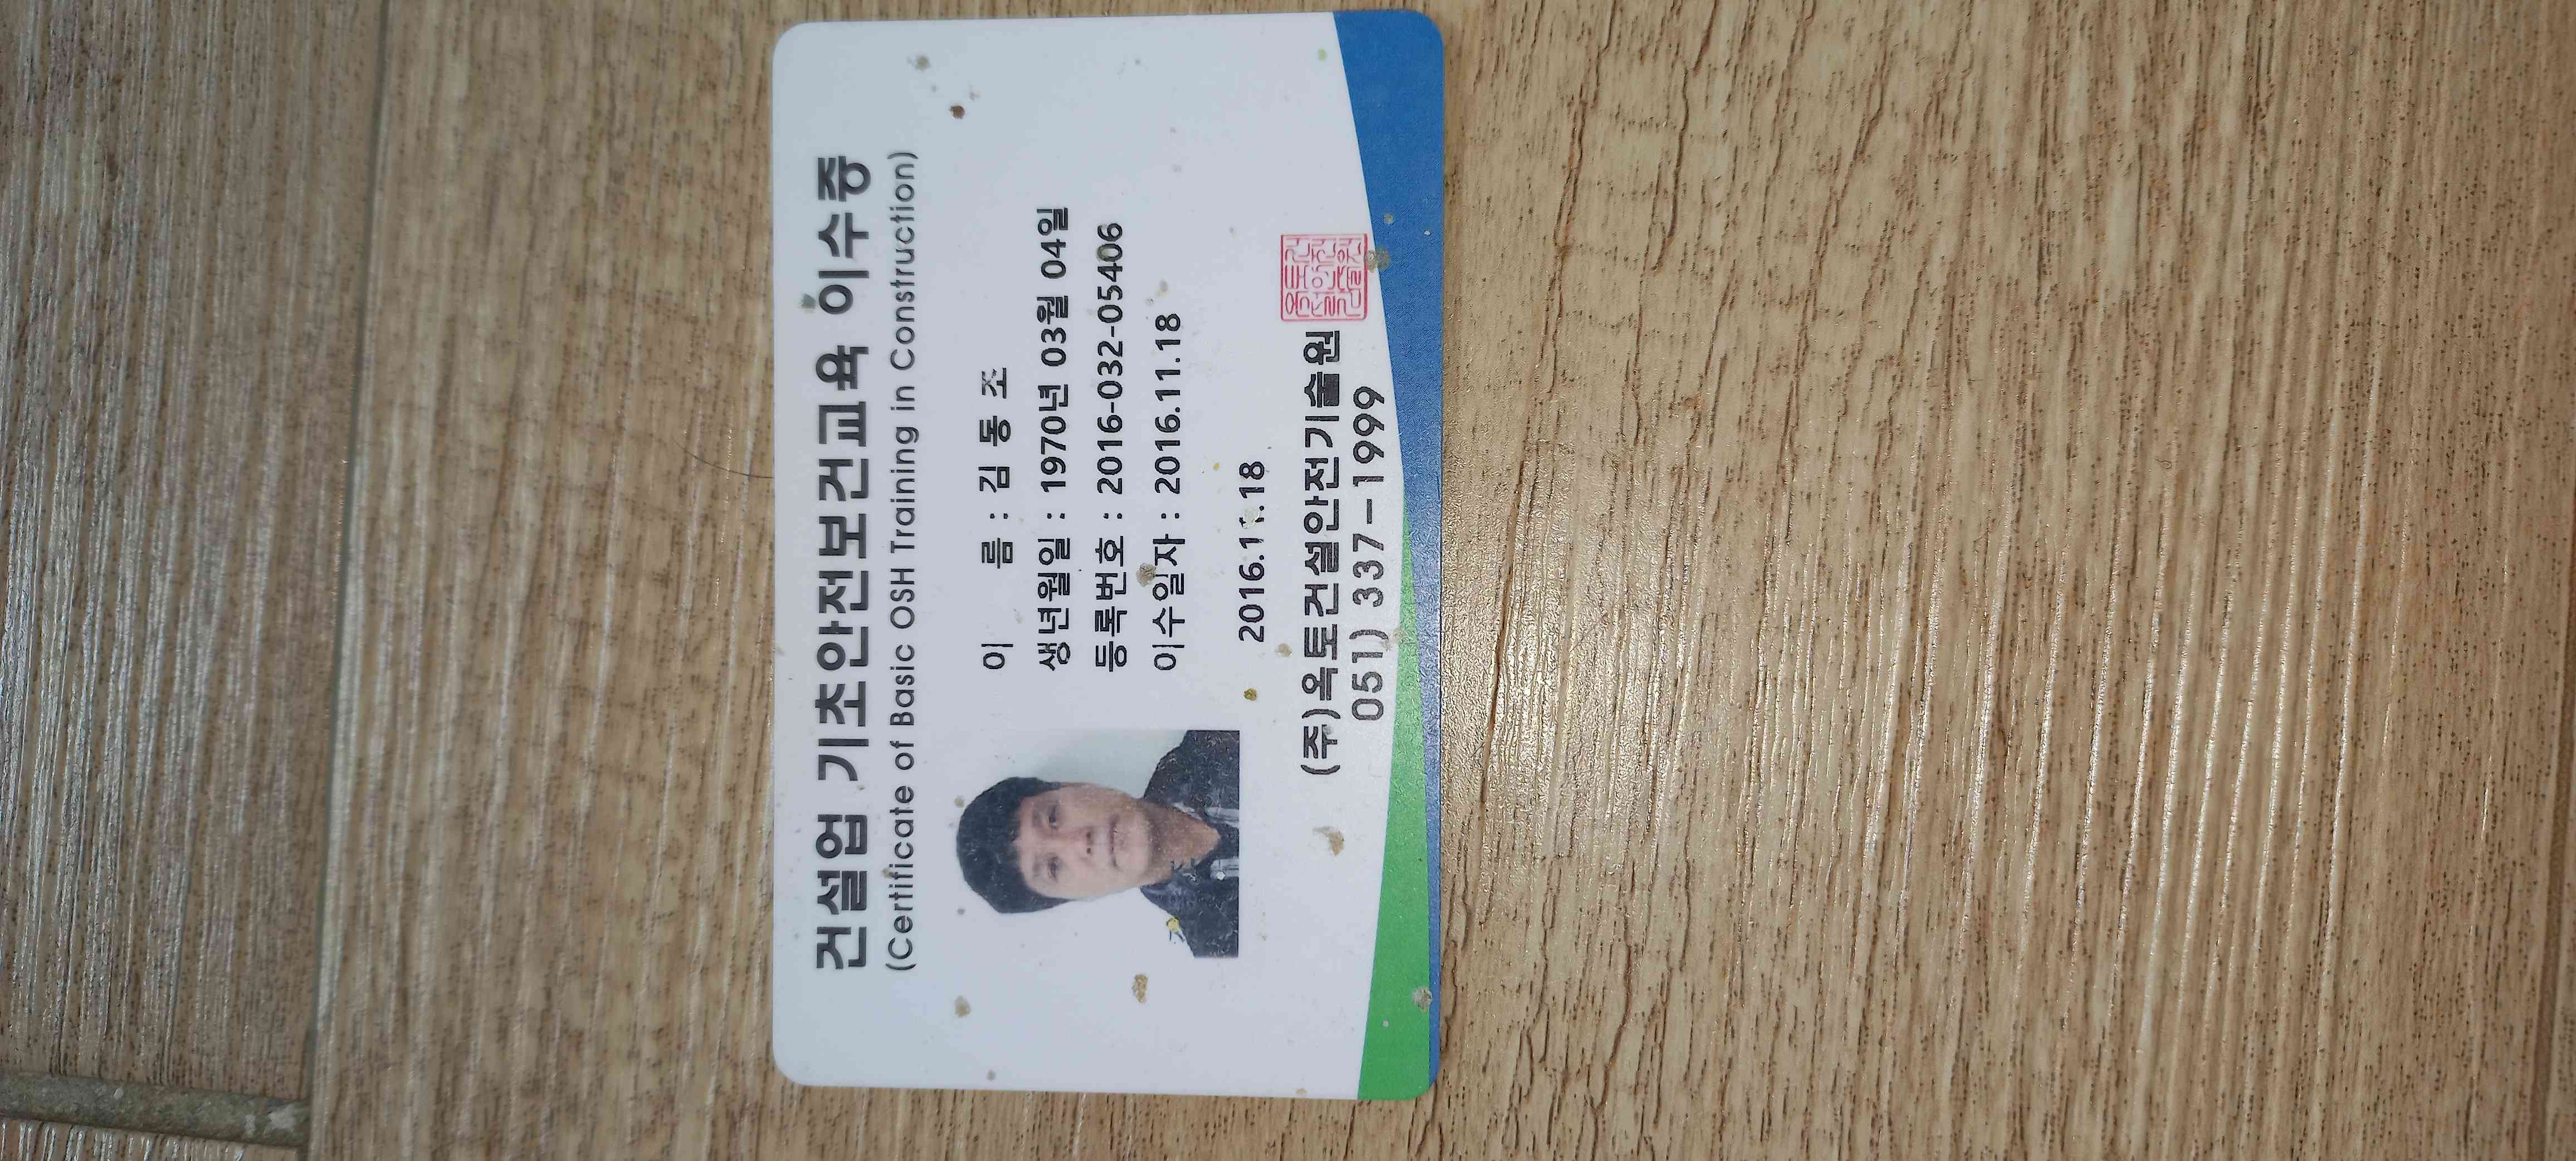 건설업 기초안전보건교육 이수증
(Certificate of Basic OSH Training in Construction)
이 름 : 김 동 조
생년월일 : 1970년 03월 04일
등록번호 : 2016-032-05406
이수일자 : 2016.11.18
2016.11.18
(주)옥토건설안전기술원
051) 337-1999